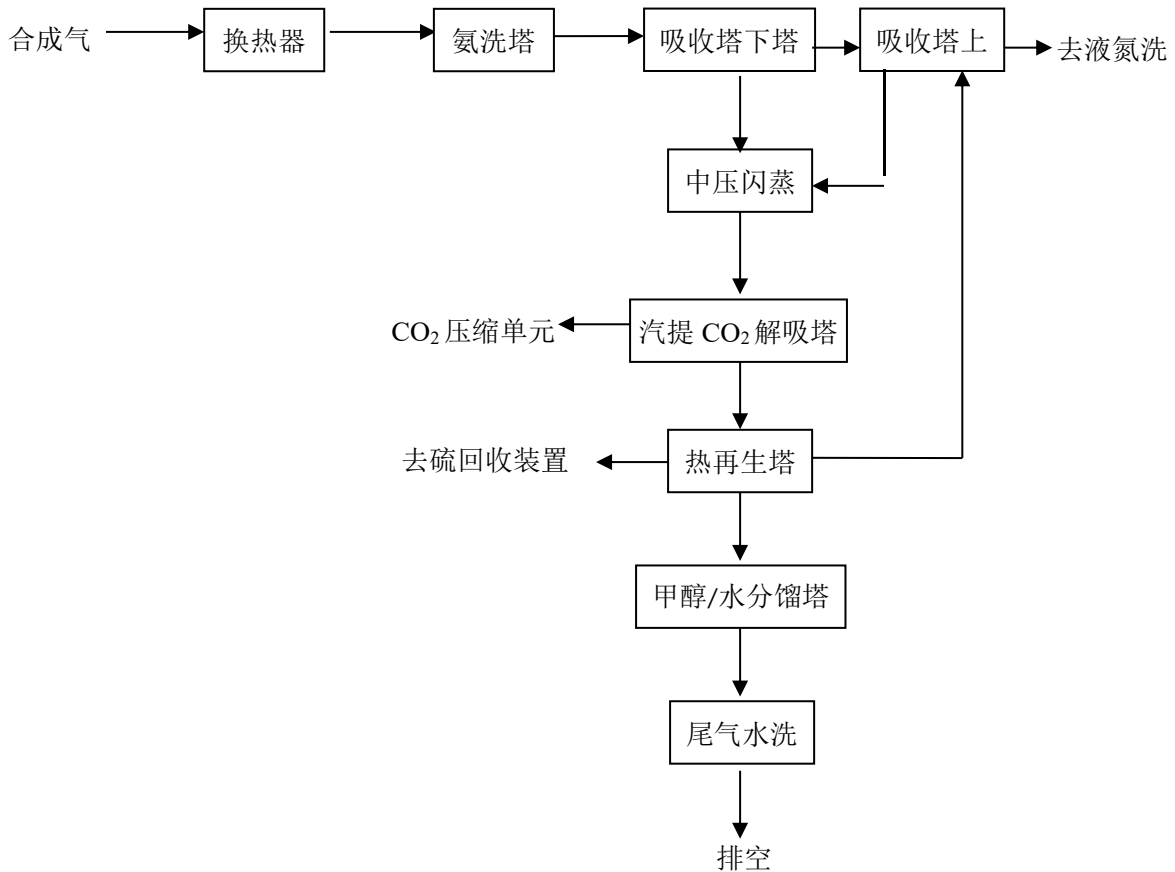 合成气
换热器
氨洗塔
吸收塔下塔
吸收塔上
去液氮洗
中压闪蒸
CO₂压缩单元
汽提 CO₂解吸塔
去硫回收装置
热再生塔
甲醇/水分馏塔
尾气水洗
排空